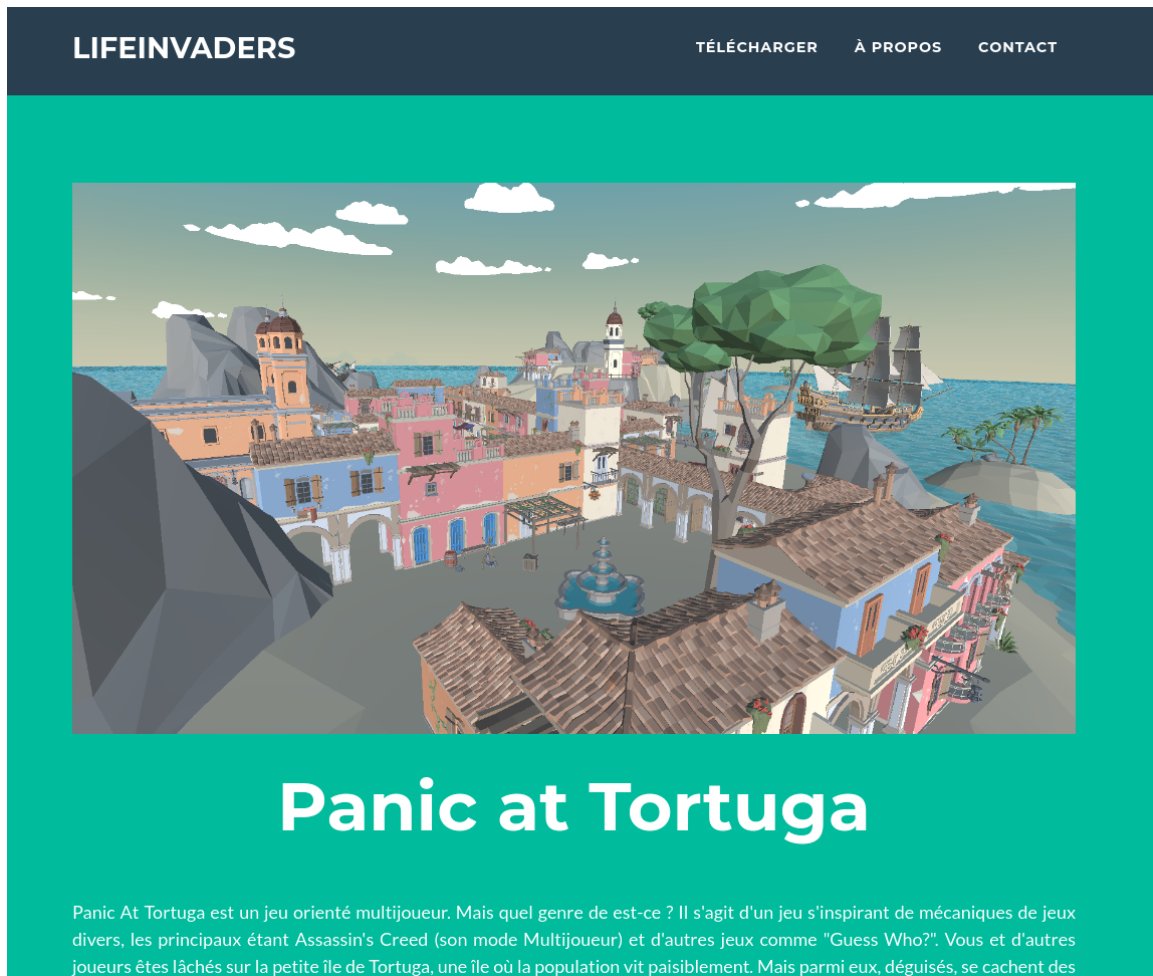 LIFEINVADERS
TÉLÉCHARGER À PROPOS CONTACT
Panic at Tortuga
Panic At Tortuga est un jeu orienté multijoueur. Mais quel genre de est-ce ? Il s'agit d'un jeu s'inspirant de mécaniques de jeux
divers, les principaux étant Assassin's Creed (son mode Multijoueur) et d'autres jeux comme "Guess Who?". Vous et d'autres
joueurs êtes lâchés sur la petite île de Tortuga, une île où la population vit paisiblement. Mais parmi eux, déguisés, se cachent des